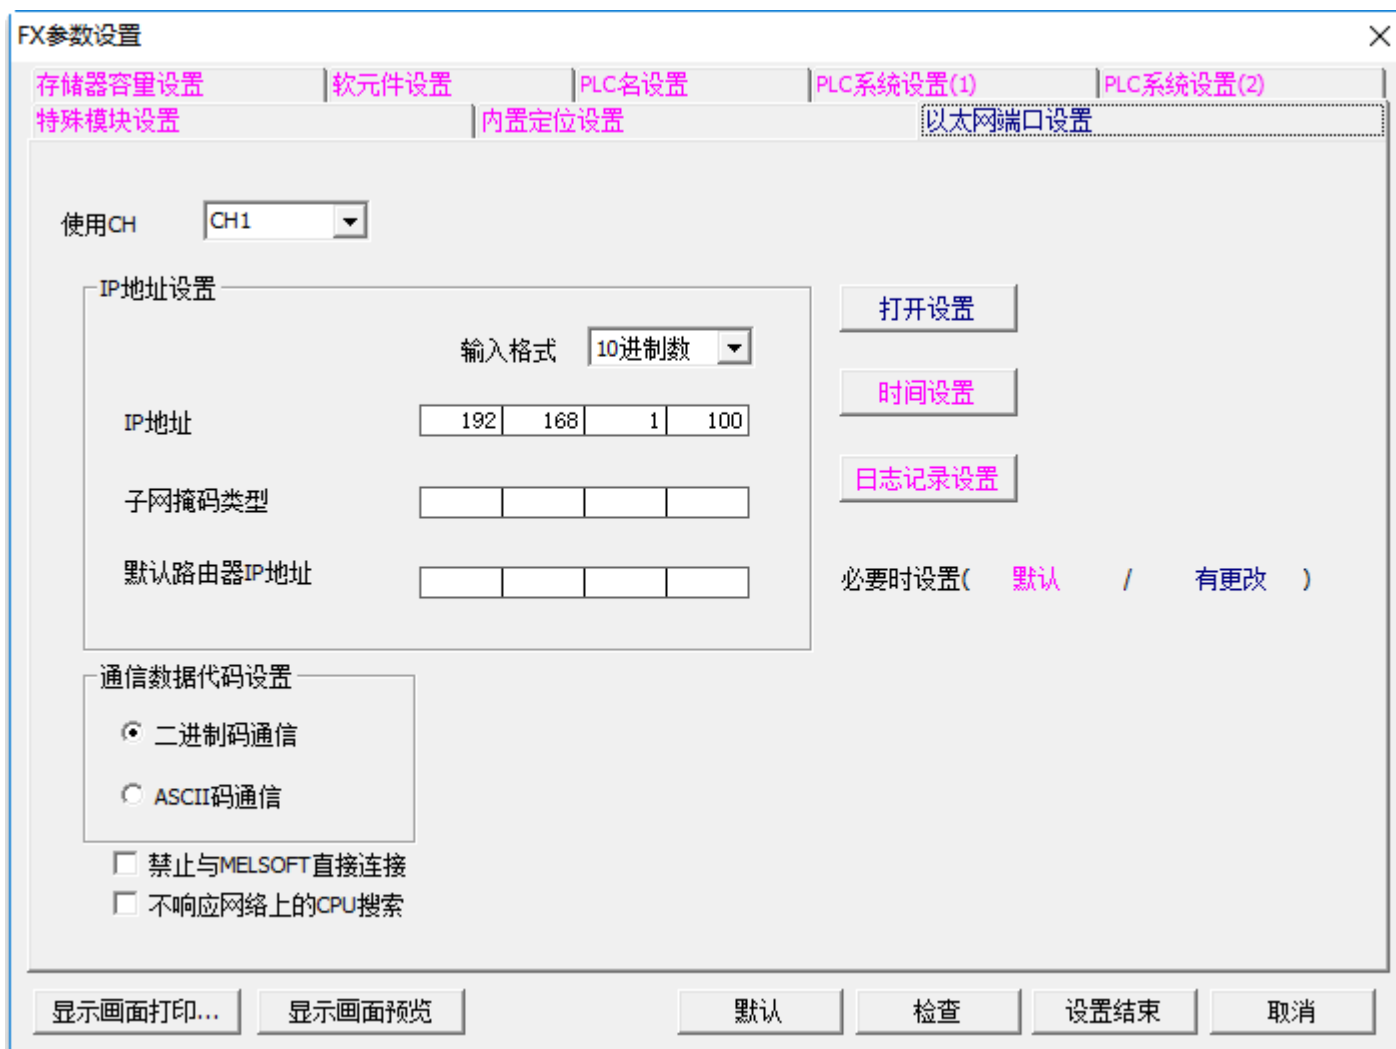 FX参数设置
存储器容量设置 软元件设置 PLC名设置 PLC系统设置(1) PLC系统设置(2)
特殊模块设置 内置定位设置 以太网端口设置
使用CH CH1
IP地址设置
输入格式 10进制数
IP地址 192 168 1 100
子网掩码类型
默认路由器IP地址
打开设置
时间设置
日志记录设置
必要时设置( 默认 / 有更改 )
通信数据代码设置
二进制码通信
ASCII码通信
禁止与MELSOFT直接连接
不响应网络上的CPU搜索
显示画面打印... 显示画面预览 默认 检查 设置结束 取消